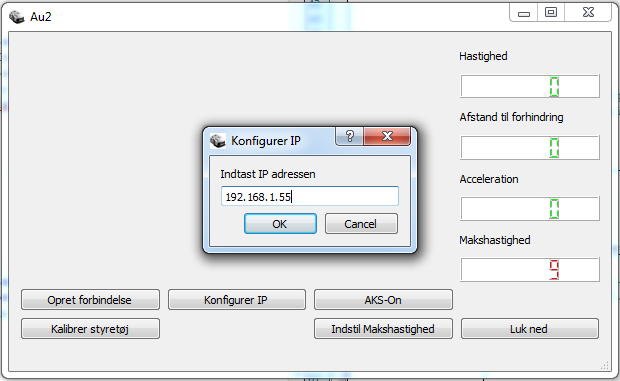 Au2
Hastighed
0
Afstand til forhindring
0
Acceleration
0
Makshastighed
9
Konfigurer IP
?
Indtast IP adressen
192.168.1.55
OK Cancel
Opret forbindelse Konfigurer IP AKS-On
Kalibrer styretøj Indstil Makshastighed Luk ned